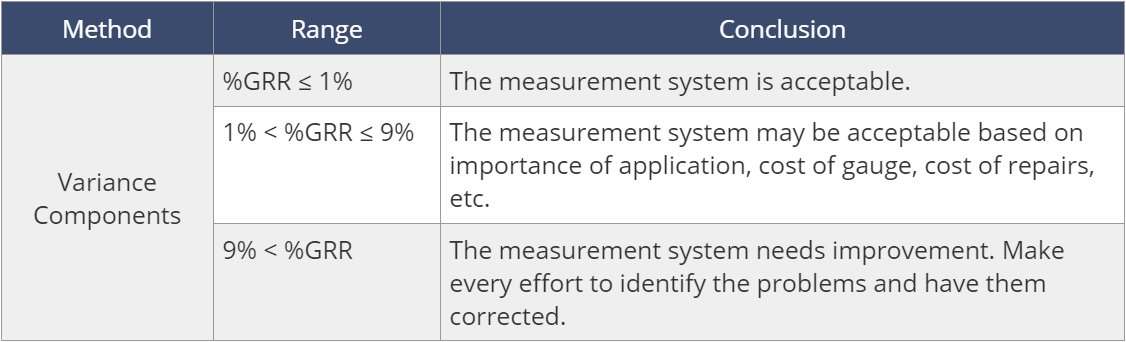 Method Range Conclusion
%GRR ≤ 1% The measurement system is acceptable.
1% < %GRR ≤ 9% The measurement system may be acceptable based on
importance of application, cost of gauge, cost of repairs,
etc.
Variance
Components
9% < %GRR The measurement system needs improvement. Make
every effort to identify the problems and have them
corrected.